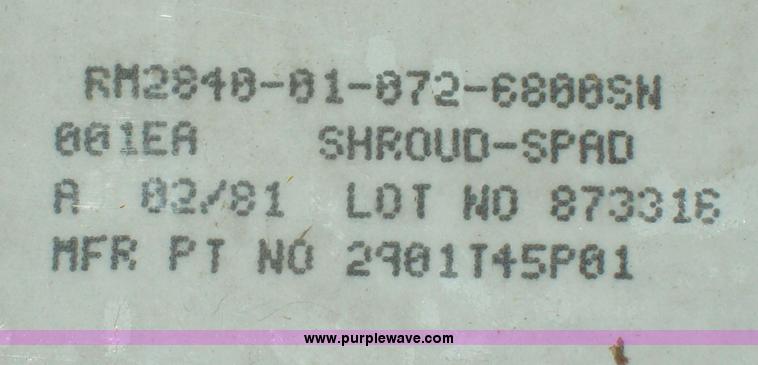 RM2840-01-072-6800SN
001EA SHROUD-SPAD
A 02/81 LOT NO 873316
MFR PT NO 2901T45P01
www.purplewave.com